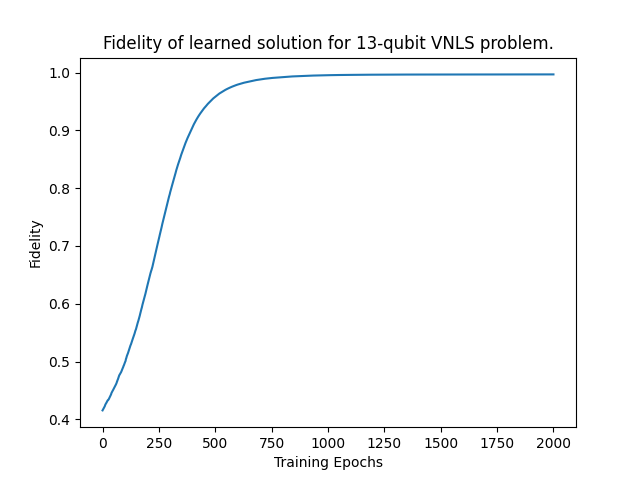 Fidelity of learned solution for 13-qubit VNLS problem.
1.0
0.9
0.8
0.7
0.6
0.5
0.4
Fidelity
0 250 500 750 1000 1250 1500 1750 2000
Training Epochs